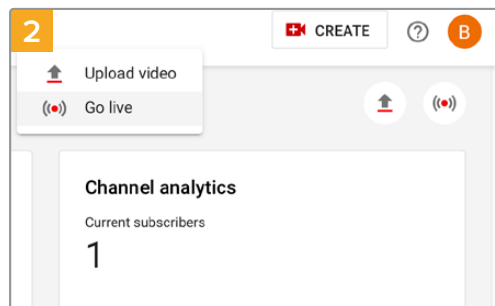 2
CREATE
B
Upload video
Go live
Channel analytics
Current subscribers
1